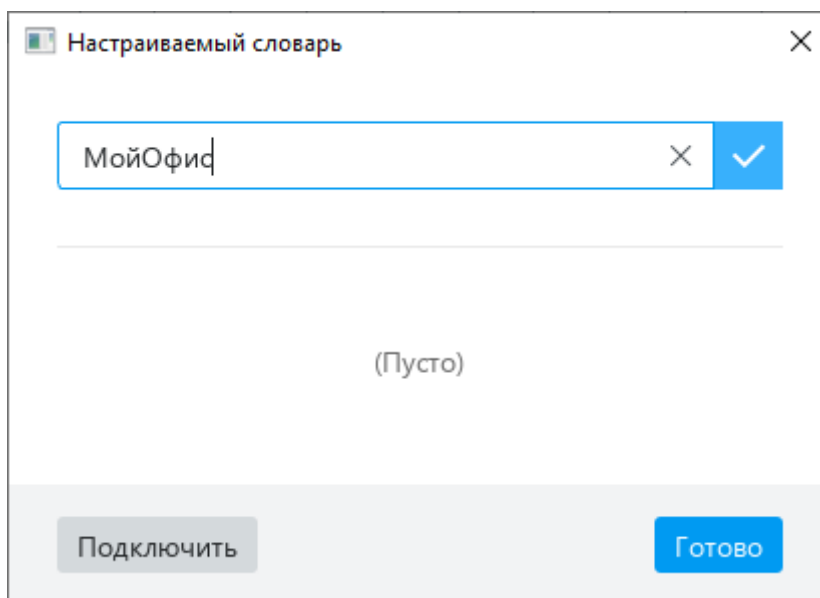 Настраиваемый словарь
МойОфис
(Пусто)
Подключить
Готово